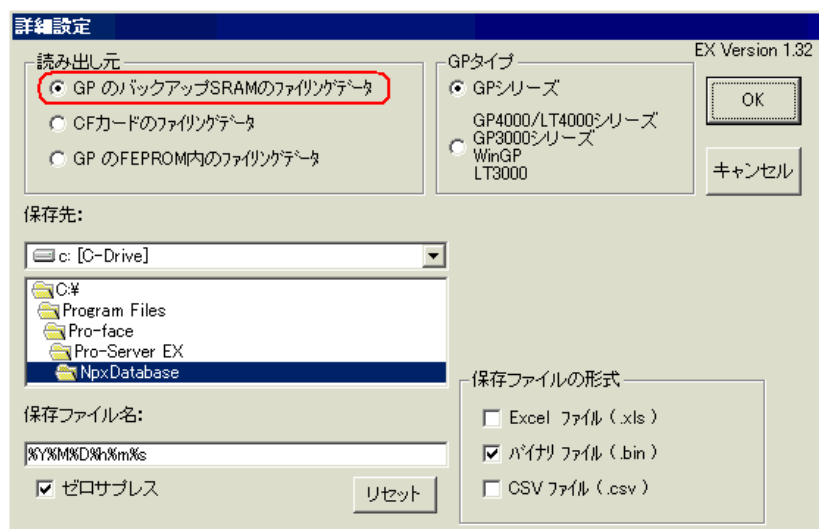 詳細設定
EX Version 1.32
読み出し元
GP のバックアップSRAMのファイリングデータ
CFカードのファイリングデータ
GP のFEPROM内のファイリングデータ
GPタイプ
GPシリーズ
GP4000/LT4000シリーズ
GP3000シリーズ
WinGP
LT3000
OK
キャンセル
保存先:
c: [C-Drive]
C:¥
Program Files
Pro-face
Pro-Server EX
NpxDatabase
保存ファイル名:
%Y%M%D%h%m%s
ゼロサプレス
リセット
保存ファイルの形式
Excel ファイル ( .xls )
バイナリ ファイル ( .bin )
CSV ファイル ( .csv )